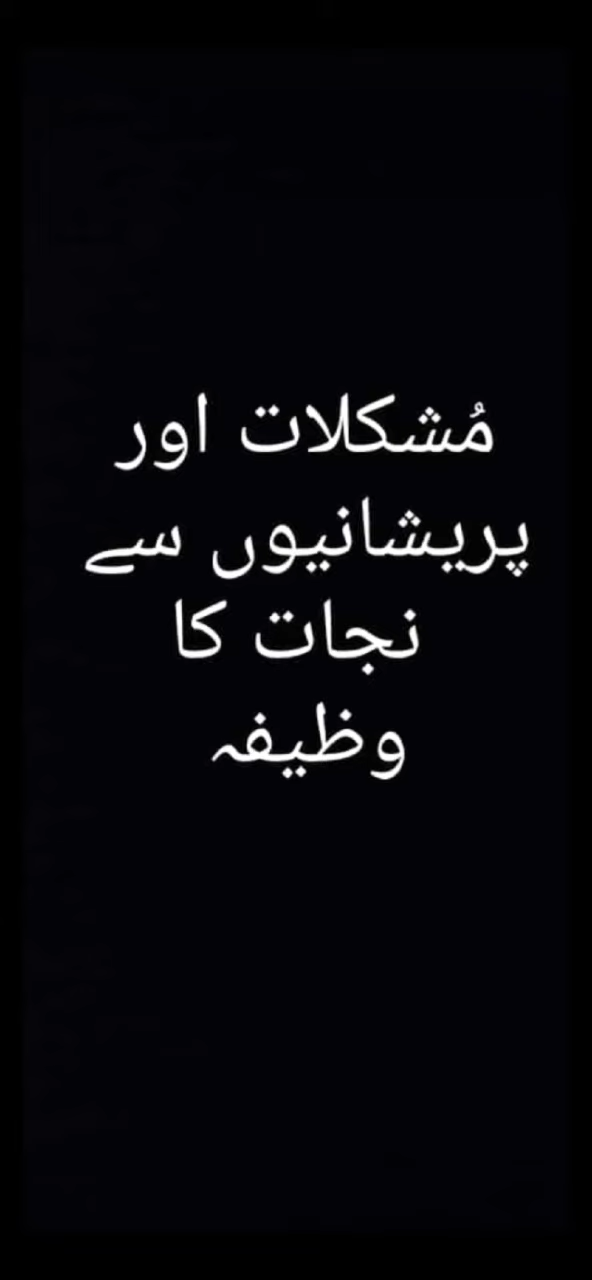 مُشکلات اور
پریشانیوں سے
نجات کا
وظیفہ